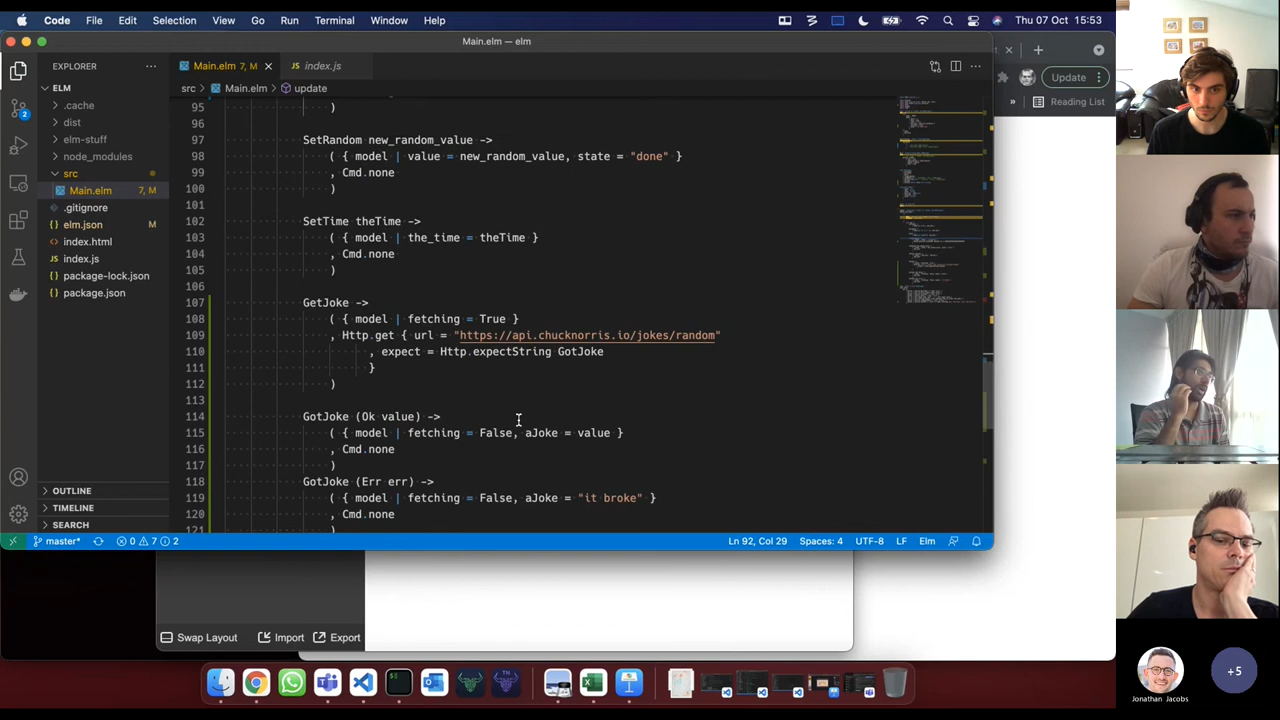 Code File Edit Selection View Go Run Terminal Window Help Thu 07 Oct 15:53
Main.elm — elm
EXPLORER
Main.elm 7, M
JS index.js
Update
src > Main.elm > update
Reading List
ELM
.cache
dist
elm-stuff
node_modules
src
Main.elm 7, M
.gitignore
elm.json M
index.html
JS index.js
package-lock.json
package.json
OUTLINE
TIMELINE
SEARCH
95 )
96
97 SetRandom new_random_value ->
98 ( { model | value = new_random_value, state = "done" }
99 , Cmd.none
100 )
101
102 SetTime theTime ->
103 ( { model | the_time = theTime }
104 , Cmd.none
105 )
106
107 GetJoke ->
108 ( { model | fetching = True }
109 , Http.get { url = "https://api.chucknorris.io/jokes/random"
110 , expect = Http.expectString GotJoke
111 }
112 )
113
114 GotJoke (Ok value) ->
115 ( { model | fetching = False, aJoke = value }
116 , Cmd.none
117 )
118 GotJoke (Err err) ->
119 ( { model | fetching = False, aJoke = "it broke" }
120 , Cmd.none
121 )
master* 0 7 2 Ln 92, Col 29 Spaces: 4 UTF-8 LF Elm
Swap Layout Import Export
+5
Jonathan Jacobs